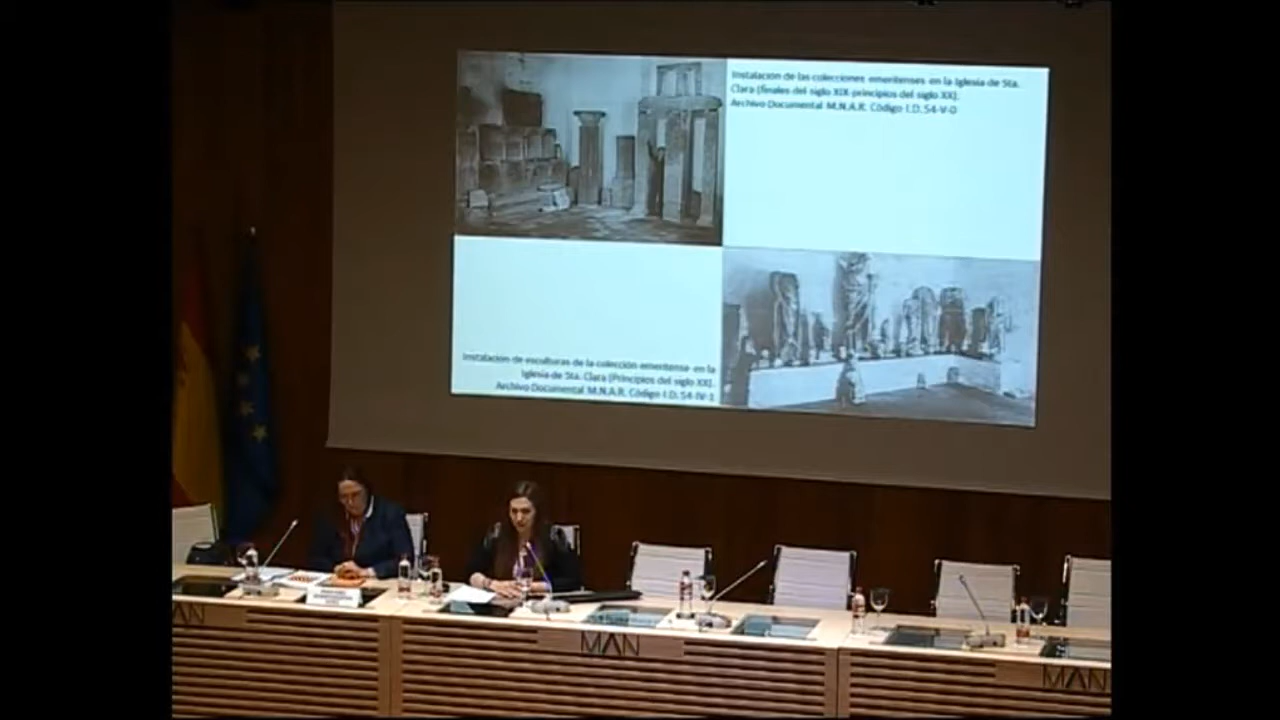 Instalación de las colecciones emeritenses en la Iglesia de Sta.
Clara (finales del siglo XIX-principios del siglo XX).
Archivo Documental M.N.A.R. Código I.D. 54-V-0
Instalación de esculturas de la colección emeritense en la
Iglesia de Sta. Clara (Principios del siglo XX).
Archivo Documental M.N.A.R. Código I.D. 54-IV-1
MAN
MAN
MAN